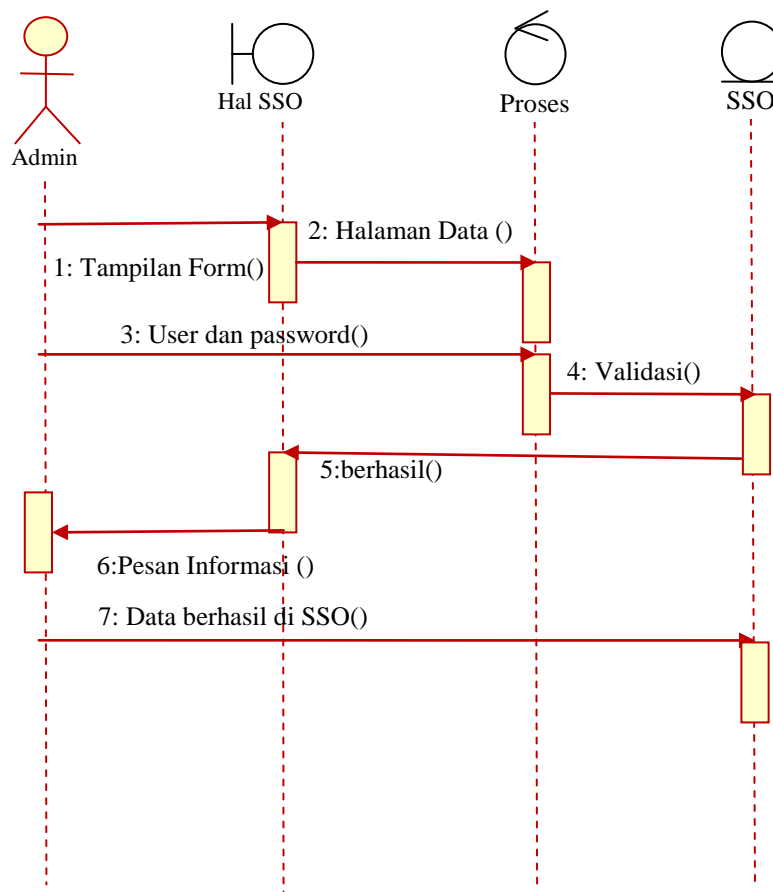 Hal SSO
Proses
SSO
Admin
2: Halaman Data ()
1: Tampilan Form()
3: User dan password()
4: Validasi()
5:berhasil()
6:Pesan Informasi ()
7: Data berhasil di SSO()